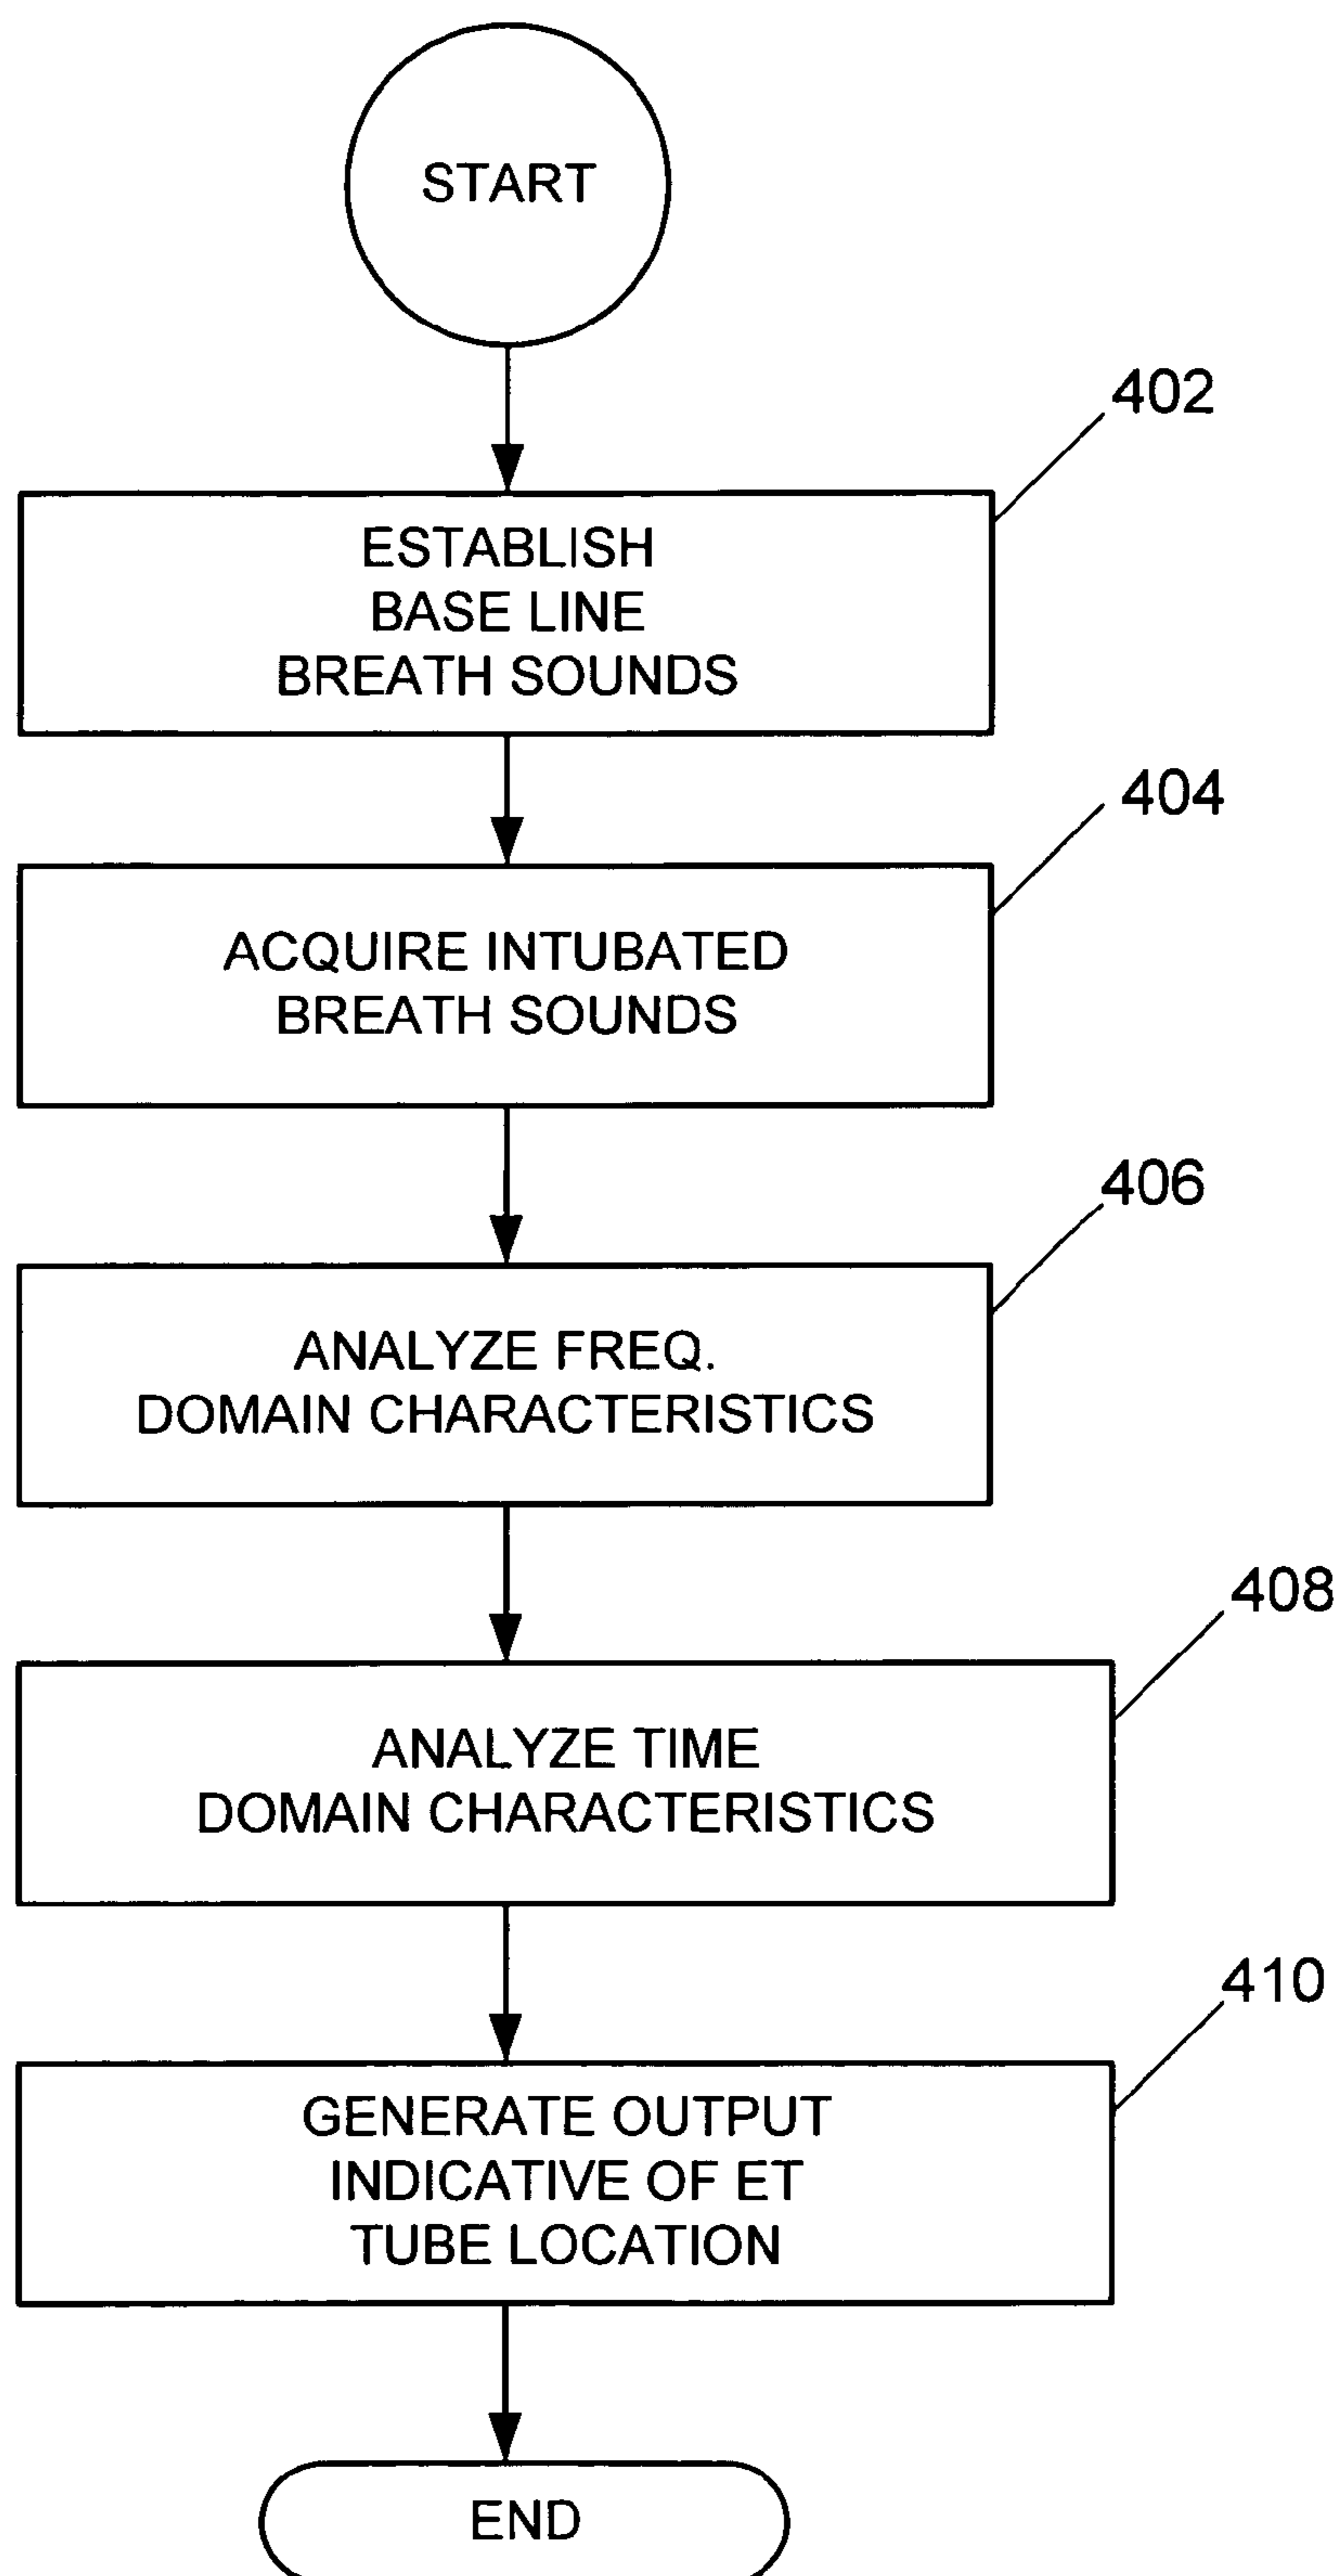 START
402
ESTABLISH
BASE LINE
BREATH SOUNDS
404
ACQUIRE INTUBATED
BREATH SOUNDS
406
ANALYZE FREQ.
DOMAIN CHARACTERISTICS
408
ANALYZE TIME
DOMAIN CHARACTERISTICS
410
GENERATE OUTPUT
INDICATIVE OF ET
TUBE LOCATION
END